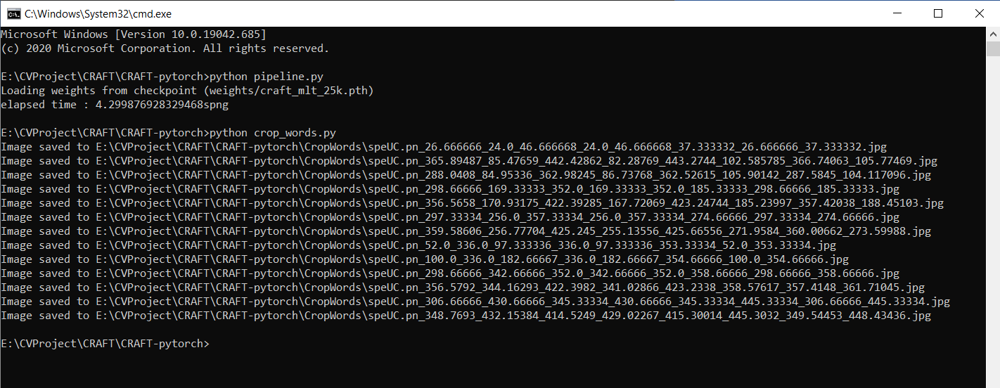 C:\Windows\System32\cmd.exe
Microsoft Windows [Version 10.0.19042.685]
(c) 2020 Microsoft Corporation. All rights reserved.
E:\CVProject\CRAFT\CRAFT-pytorch>python pipeline.py
Loading weights from checkpoint (weights/craft_mlt_25k.pth)
elapsed time : 4.299876928329468spng
E:\CVProject\CRAFT\CRAFT-pytorch>python crop_words.py
Image saved to E:\CVProject\CRAFT\CRAFT-pytorch\CropWords\speUC.pn_26.666666_24.0_46.666668_24.0_46.666668_37.333332_26.666666_37.333332.jpg
Image saved to E:\CVProject\CRAFT\CRAFT-pytorch\CropWords\speUC.pn_365.89487_85.47659_442.42862_82.28769_443.2744_102.585785_366.74063_105.77469.jpg
Image saved to E:\CVProject\CRAFT\CRAFT-pytorch\CropWords\speUC.pn_288.0408_84.95336_362.98245_86.73768_362.52615_105.90142_287.5845_104.117096.jpg
Image saved to E:\CVProject\CRAFT\CRAFT-pytorch\CropWords\speUC.pn_298.66666_169.33333_352.0_169.33333_352.0_185.33333_298.66666_185.33333.jpg
Image saved to E:\CVProject\CRAFT\CRAFT-pytorch\CropWords\speUC.pn_356.5658_170.93175_422.39285_167.72069_423.24744_185.23997_357.42038_188.45103.jpg
Image saved to E:\CVProject\CRAFT\CRAFT-pytorch\CropWords\speUC.pn_297.33334_256.0_357.33334_256.0_357.33334_274.66666_297.33334_274.66666.jpg
Image saved to E:\CVProject\CRAFT\CRAFT-pytorch\CropWords\speUC.pn_359.58606_256.77704_425.245_255.13556_425.66556_271.9584_360.00662_273.59988.jpg
Image saved to E:\CVProject\CRAFT\CRAFT-pytorch\CropWords\speUC.pn_52.0_336.0_97.333336_336.0_97.333336_353.33334_52.0_353.33334.jpg
Image saved to E:\CVProject\CRAFT\CRAFT-pytorch\CropWords\speUC.pn_100.0_336.0_182.66667_336.0_182.66667_354.66666_100.0_354.66666.jpg
Image saved to E:\CVProject\CRAFT\CRAFT-pytorch\CropWords\speUC.pn_298.66666_342.66666_352.0_342.66666_352.0_358.66666_298.66666_358.66666.jpg
Image saved to E:\CVProject\CRAFT\CRAFT-pytorch\CropWords\speUC.pn_356.5792_344.16293_422.3982_341.02866_423.2338_358.57617_357.4148_361.71045.jpg
Image saved to E:\CVProject\CRAFT\CRAFT-pytorch\CropWords\speUC.pn_306.66666_430.66666_345.33334_430.66666_345.33334_445.33334_306.66666_445.33334.jpg
Image saved to E:\CVProject\CRAFT\CRAFT-pytorch\CropWords\speUC.pn_348.7693_432.15384_414.5249_429.02267_415.30014_445.3032_349.54453_448.43436.jpg
E:\CVProject\CRAFT\CRAFT-pytorch>